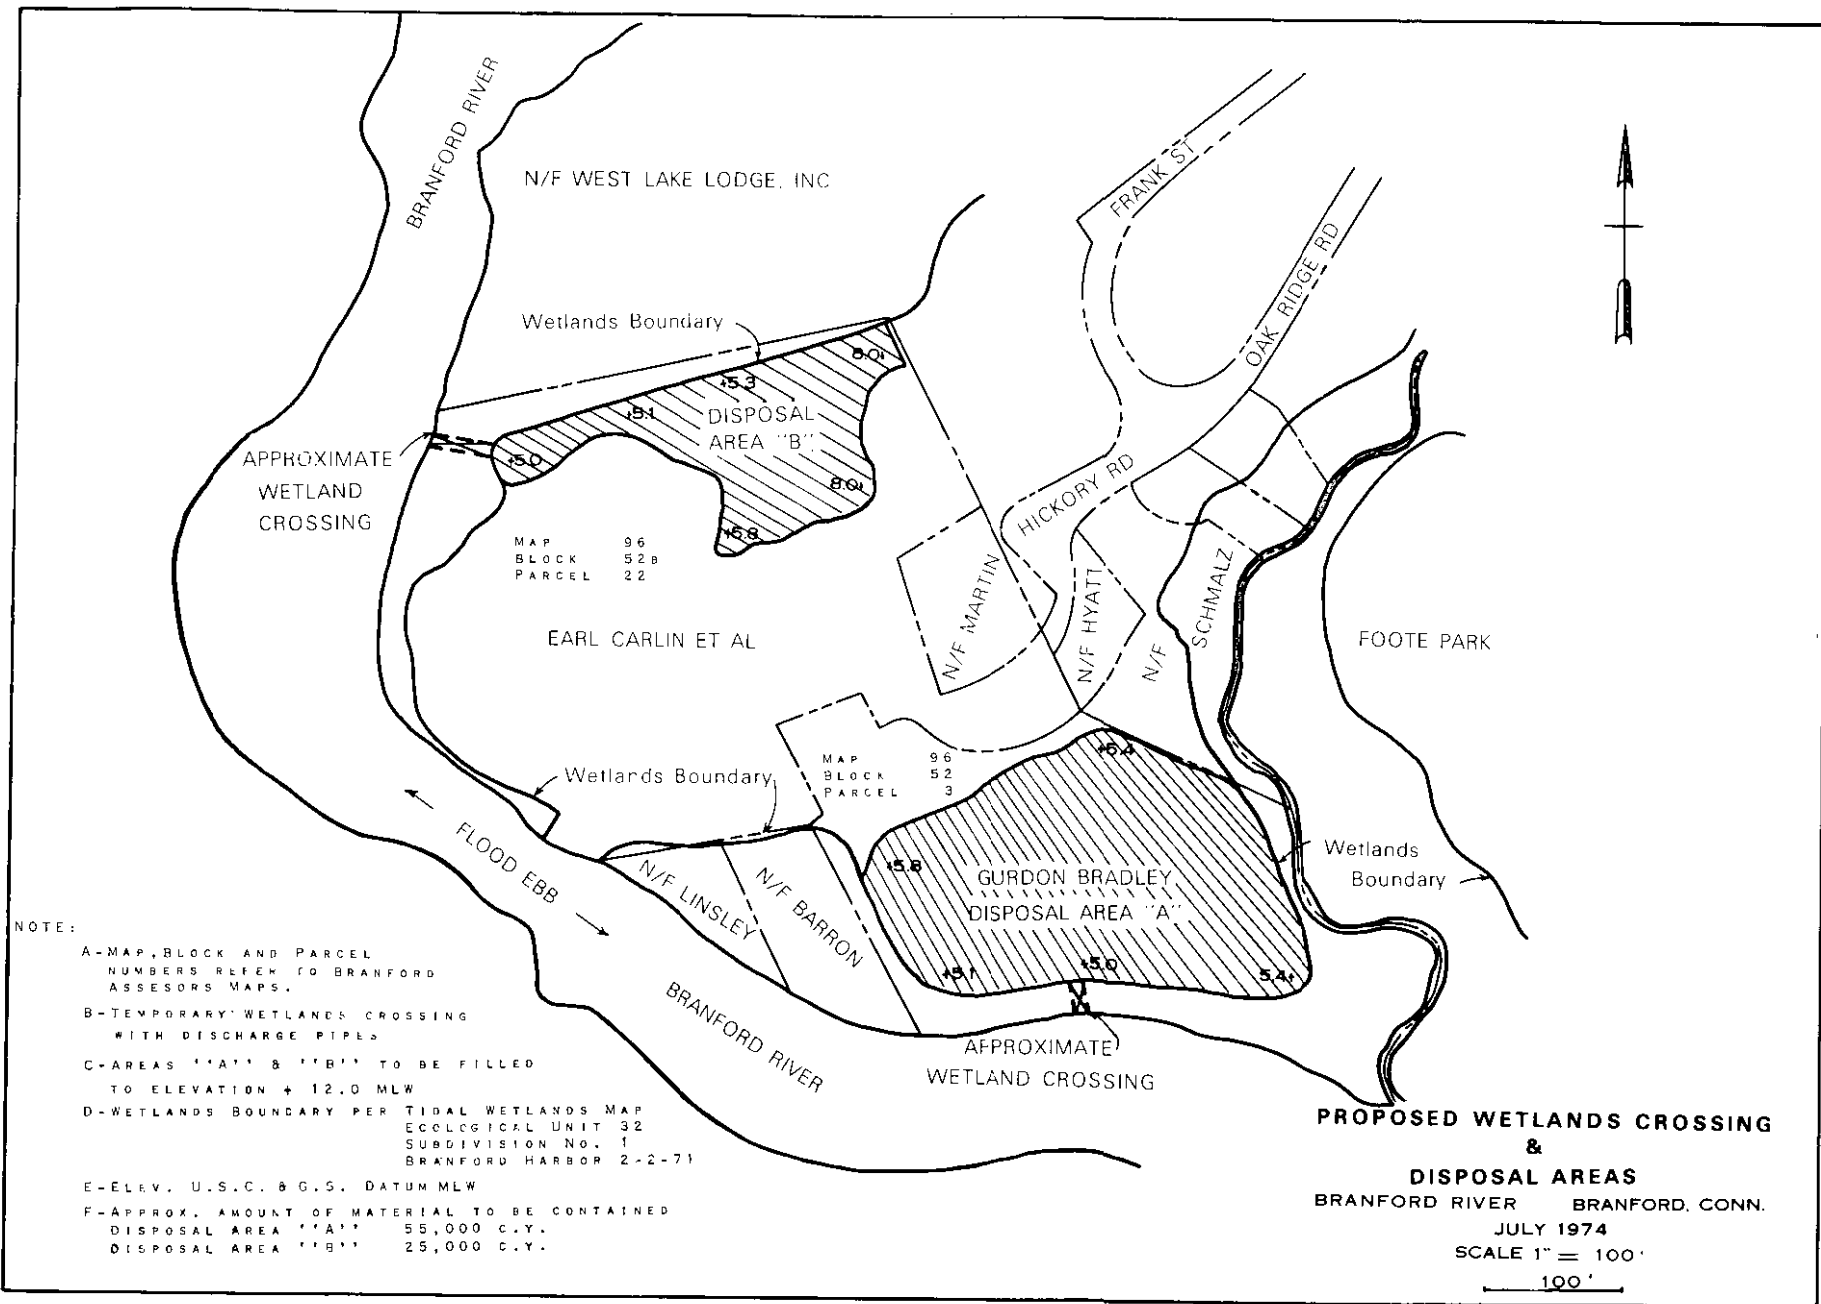 BRANFORD RIVER
N/F WEST LAKE LODGE, INC
FRANK ST
OAK RIDGE RD
Wetlands Boundary
8.0
+5.3
+5.1
DISPOSAL
AREA "B"
+5.0
8.0
+5.8
APPROXIMATE
WETLAND
CROSSING
HICKORY RD
MAP 96
BLOCK 52B
PARCEL 22
N/F MARTIN
N/F HYATT
N/F SCHMALZ
EARL CARLIN ET AL
FOOTE PARK
MAP 96
BLOCK 52
PARCEL 3
+5.4
Wetlands Boundary
FLOOD EBB
N/F LINSLEY
N/F BARRON
+5.8
GURDON BRADLEY
DISPOSAL AREA "A"
+5.1
+5.0
5.4+
Wetlands
Boundary
BRANFORD RIVER
APPROXIMATE
WETLAND CROSSING
NOTE:
A-MAP, BLOCK AND PARCEL
NUMBERS REFER TO BRANFORD
ASSESORS MAPS.
B-TEMPORARY WETLANDS CROSSING
WITH DISCHARGE PIPES
C-AREAS ''A'' & ''B'' TO BE FILLED
TO ELEVATION + 12.0 MLW
D-WETLANDS BOUNDARY PER TIDAL WETLANDS MAP
ECOLOGICAL UNIT 32
SUBDIVISION NO. 1
BRANFORD HARBOR 2-2-71
E-ELEV. U.S.C. & G.S. DATUM MLW
F-APPROX. AMOUNT OF MATERIAL TO BE CONTAINED
DISPOSAL AREA ''A'' 55,000 C.Y.
DISPOSAL AREA ''B'' 25,000 C.Y.
PROPOSED WETLANDS CROSSING
&
DISPOSAL AREAS
BRANFORD RIVER BRANFORD, CONN.
JULY 1974
SCALE 1" = 100'
100'